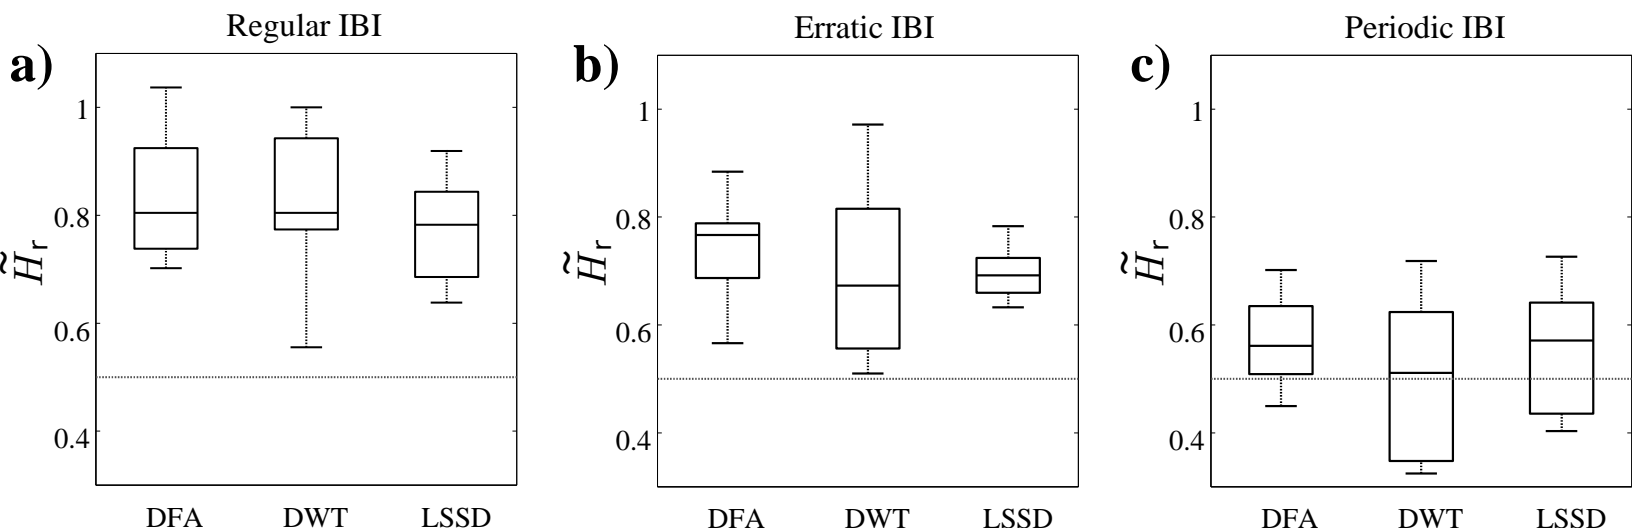 Regular IBI
a)
1
0.8
0.6
0.4
H̃r
DFA DWT LSSD
Erratic IBI
b)
1
0.8
0.6
0.4
H̃r
DFA DWT LSSD
Periodic IBI
c)
1
0.8
0.6
0.4
H̃r
DFA DWT LSSD